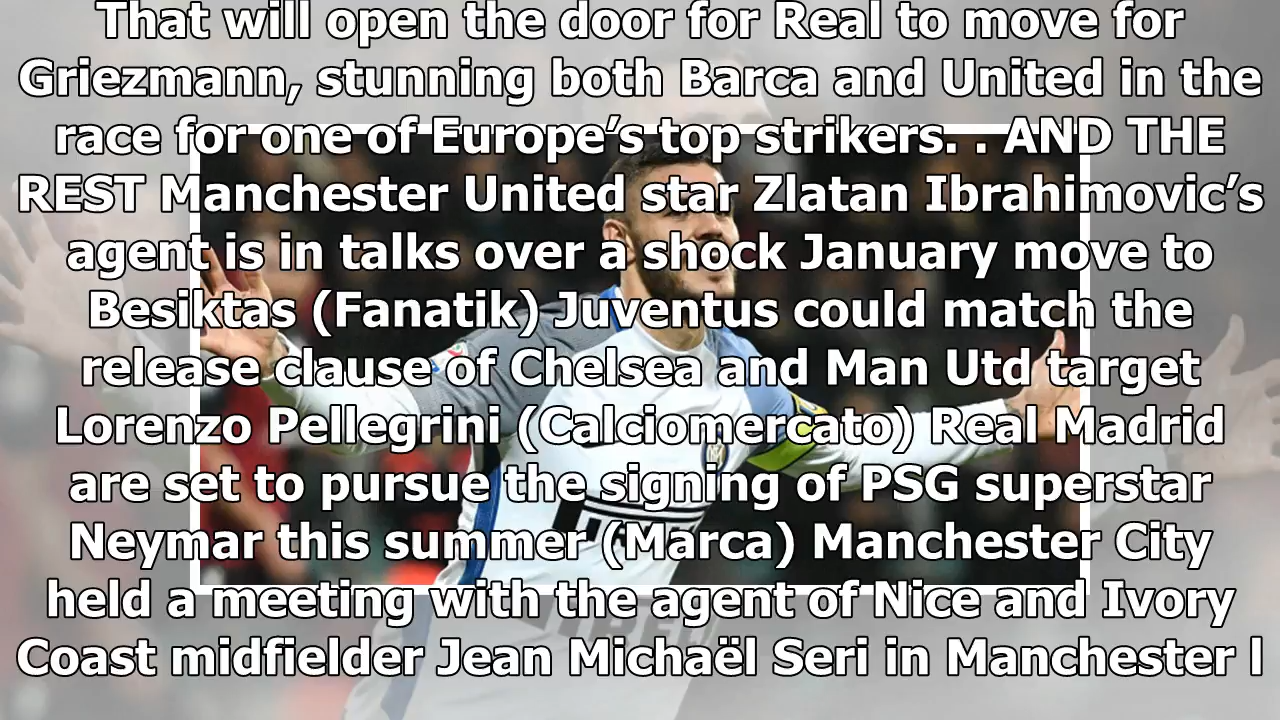 That will open the door for Real to move for
Griezmann, stunning both Barca and United in the
race for one of Europe’s top strikers. . AND THE
REST Manchester United star Zlatan Ibrahimovic’s
agent is in talks over a shock January move to
Besiktas (Fanatik) Juventus could match the
release clause of Chelsea and Man Utd target
Lorenzo Pellegrini (Calciomercato) Real Madrid
are set to pursue the signing of PSG superstar
Neymar this summer (Marca) Manchester City
held a meeting with the agent of Nice and Ivory
Coast midfielder Jean Michaël Seri in Manchester l